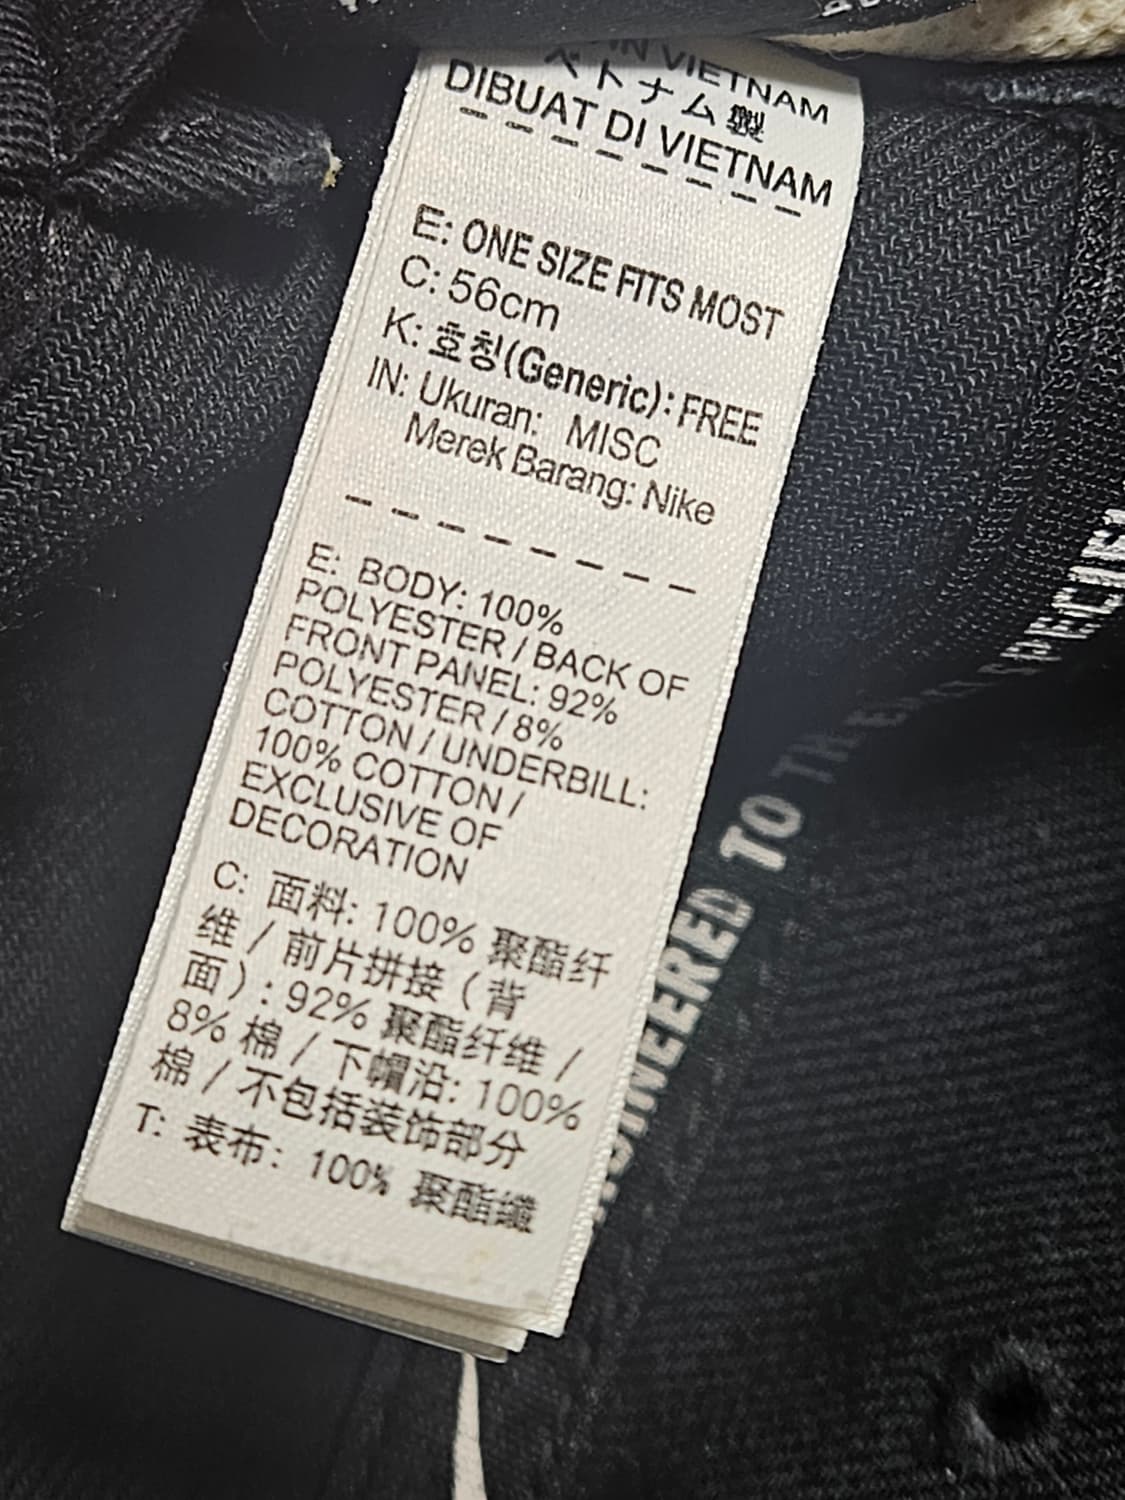 IN VIETNAM
ベトナム製
DIBUAT DI VIETNAM
E: ONE SIZE FITS MOST
C: 56cm
K: 호칭(Generic): FREE
IN: Ukuran: MISC
Merek Barang: Nike
E: BODY: 100%
POLYESTER / BACK OF
FRONT PANEL: 92%
POLYESTER / 8%
COTTON / UNDERBILL:
100% COTTON /
EXCLUSIVE OF
DECORATION
C: 面料: 100% 聚酯纤
维 / 前片拼接 ( 背
面 ) : 92% 聚酯纤维 /
8% 棉 / 下帽沿: 100%
棉 / 不包括装饰部分
T: 表布: 100% 聚酯纖
TO THE